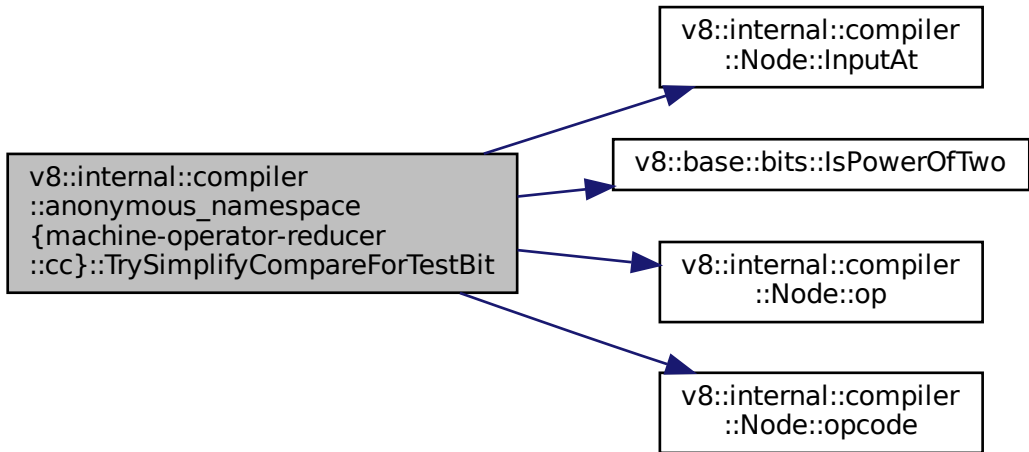 v8::internal::compiler
::anonymous_namespace
{machine-operator-reducer
::cc}::TrySimplifyCompareForTestBit
v8::internal::compiler
::Node::InputAt
v8::base::bits::IsPowerOfTwo
v8::internal::compiler
::Node::op
v8::internal::compiler
::Node::opcode